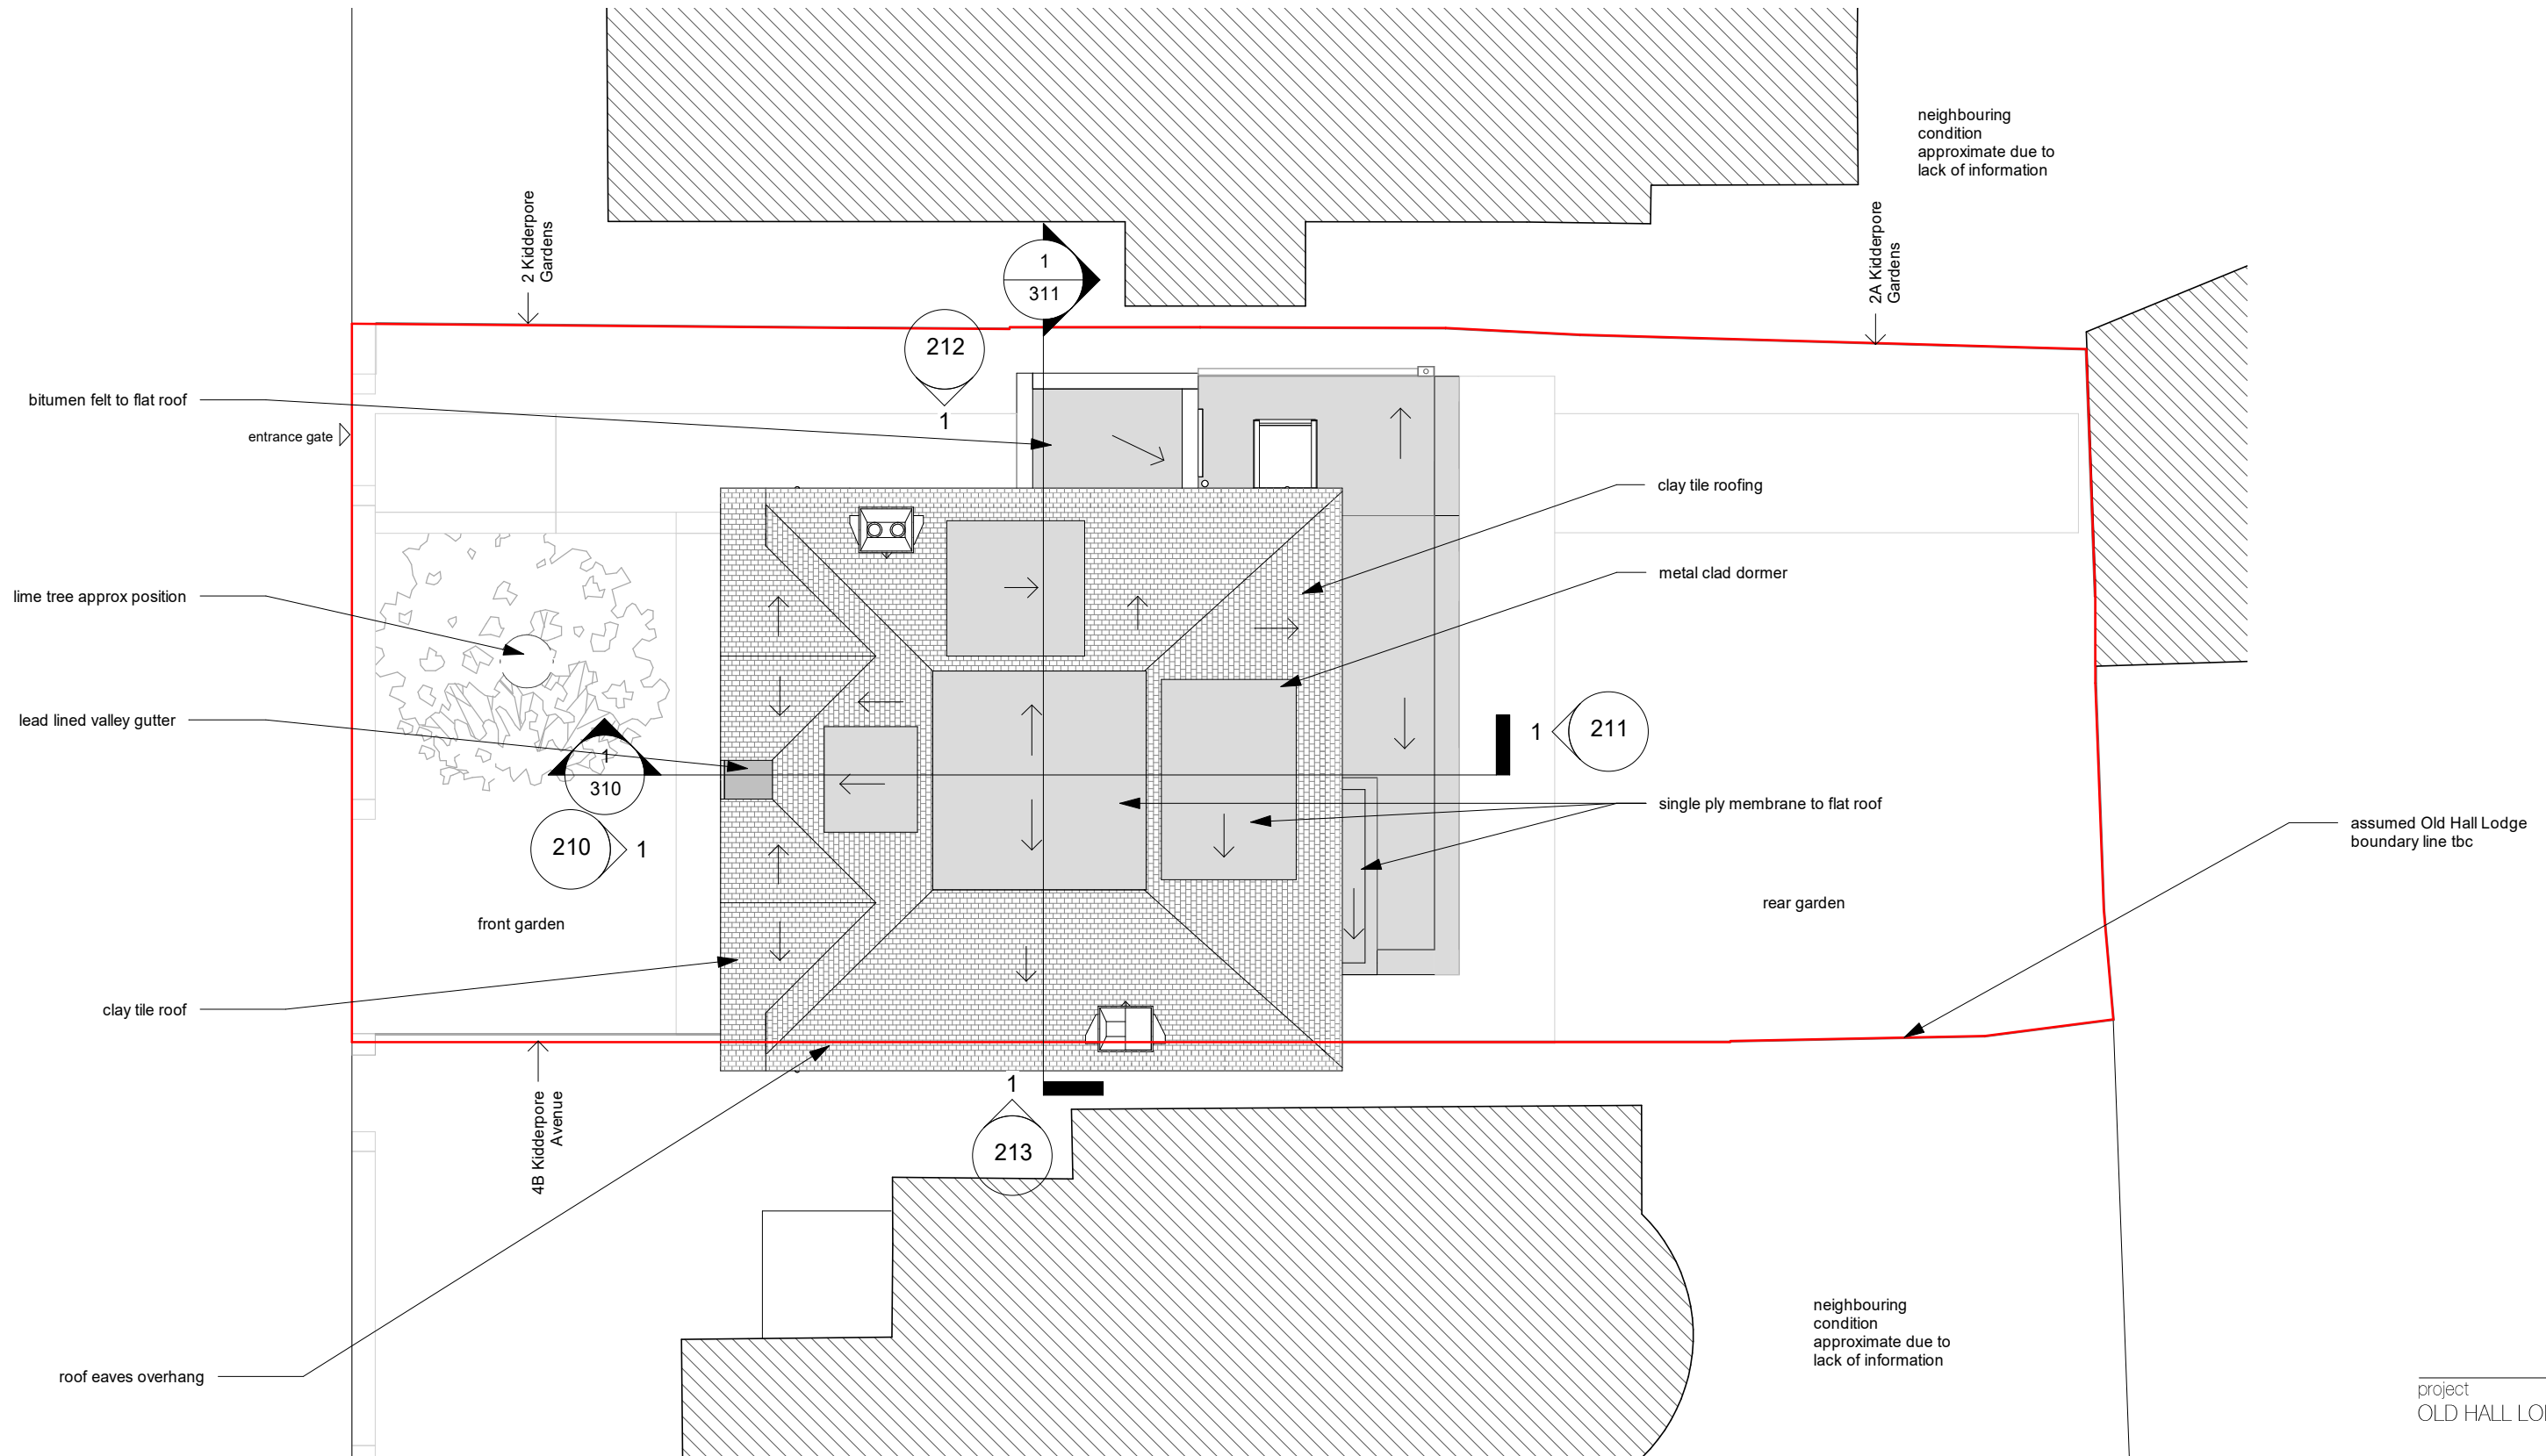 neighbouring
condition
approximate due to
lack of information
2 Kidderpore
Gardens
2A Kidderpore
Gardens
1
311
212
1
bitumen felt to flat roof
entrance gate
clay tile roofing
metal clad dormer
lime tree approx position
lead lined valley gutter
1
310
1
211
210
1
single ply membrane to flat roof
assumed Old Hall Lodge
boundary line tbc
front garden
rear garden
clay tile roof
4B Kidderpore
Avenue
1
213
roof eaves overhang
neighbouring
condition
approximate due to
lack of information
project
OLD HALL